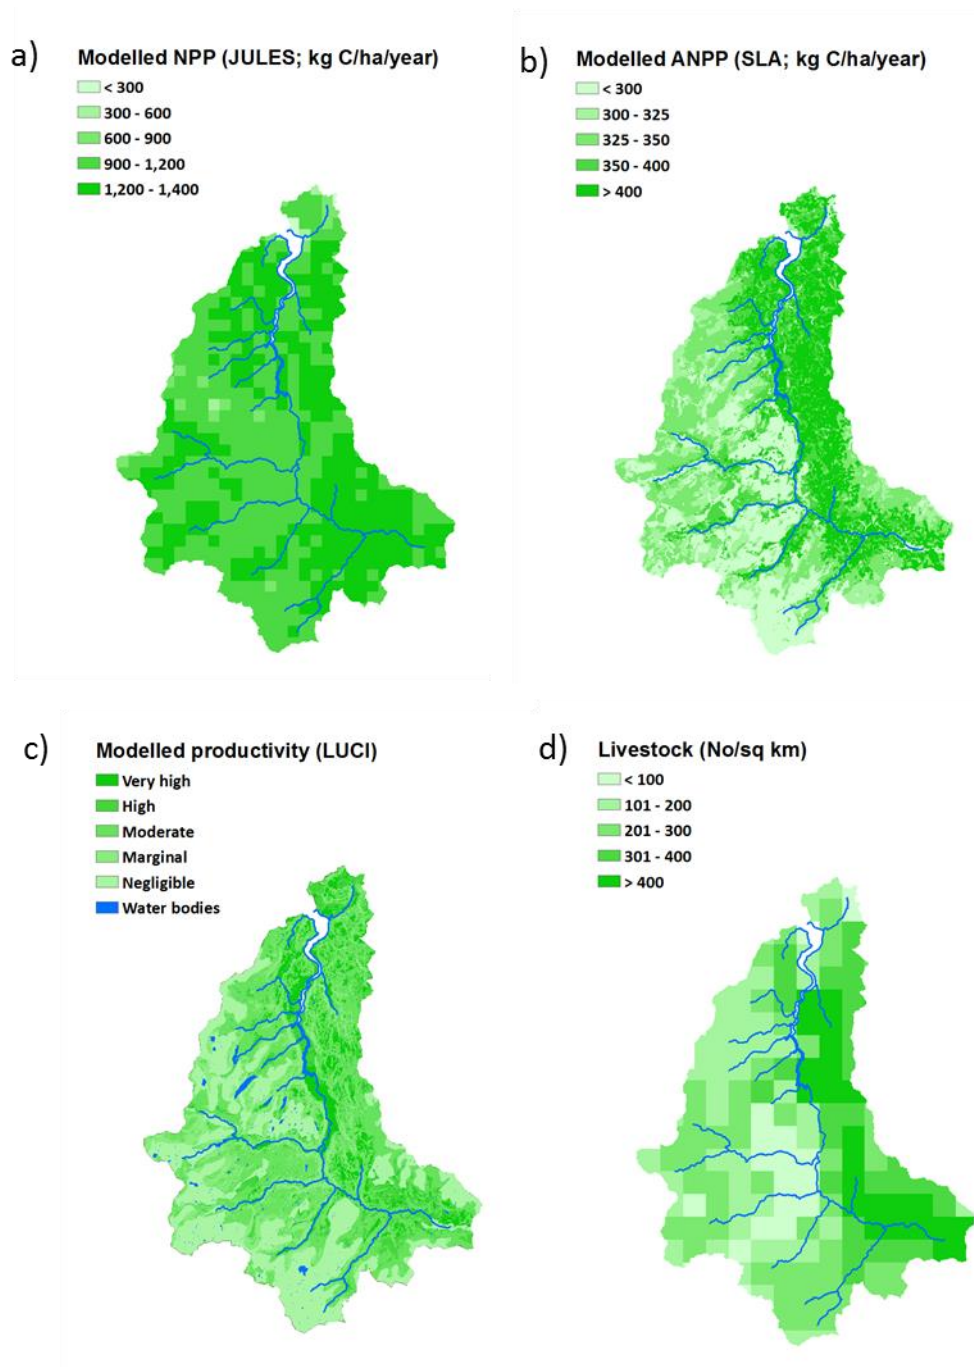 a)
Modelled NPP (JULES; kg C/ha/year)
< 300
300 - 600
600 - 900
900 - 1,200
1,200 - 1,400
b)
Modelled ANPP (SLA; kg C/ha/year)
< 300
300 - 325
325 - 350
350 - 400
> 400
c)
Modelled productivity (LUCI)
Very high
High
Moderate
Marginal
Negligible
Water bodies
d)
Livestock (No/sq km)
< 100
101 - 200
201 - 300
301 - 400
> 400